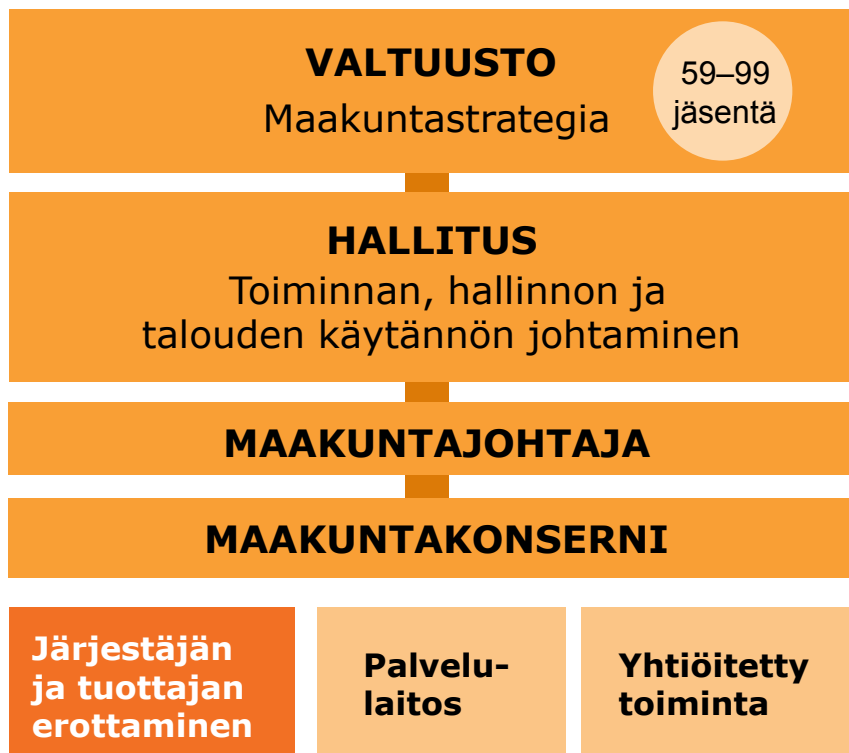 VALTUUSTO
Maakuntastrategia
59–99
jäsentä
HALLITUS
Toiminnan, hallinnon ja
talouden käytännön johtaminen
MAAKUNTAJOHTAJA
MAAKUNTAKONSERNI
Järjestäjän
ja tuottajan
erottaminen
Palvelu-
laitos
Yhtiöitetty
toiminta